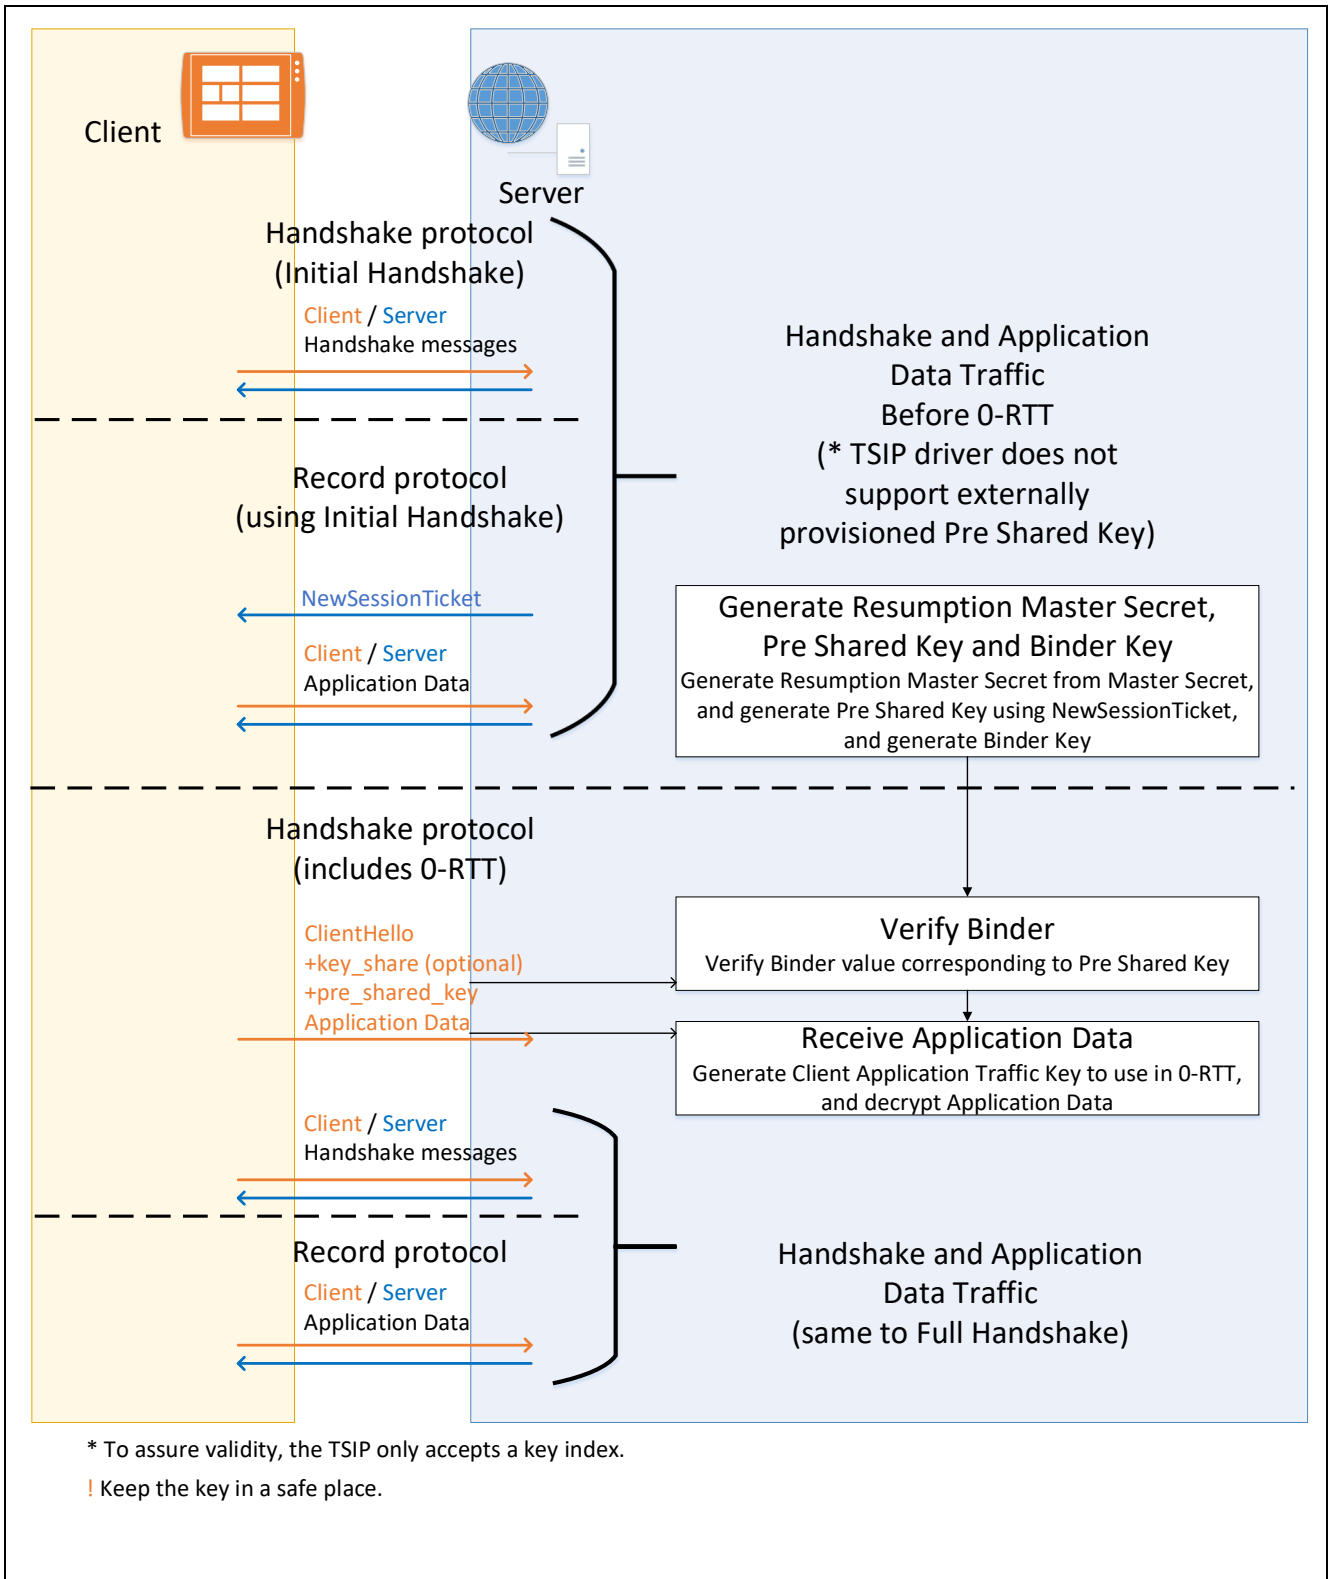 Client
Server
Handshake protocol
(Initial Handshake)
Client / Server
Handshake messages
Handshake and Application
Data Traffic
Before 0-RTT
(* TSIP driver does not
support externally
provisioned Pre Shared Key)
Record protocol
(using Initial Handshake)
NewSessionTicket
Client / Server
Application Data
Generate Resumption Master Secret,
Pre Shared Key and Binder Key
Generate Resumption Master Secret from Master Secret,
and generate Pre Shared Key using NewSessionTicket,
and generate Binder Key
Handshake protocol
(includes 0-RTT)
ClientHello
+key_share (optional)
+pre_shared_key
Application Data
Verify Binder
Verify Binder value corresponding to Pre Shared Key
Receive Application Data
Generate Client Application Traffic Key to use in 0-RTT,
and decrypt Application Data
Client / Server
Handshake messages
Record protocol
Client / Server
Application Data
Handshake and Application
Data Traffic
(same to Full Handshake)
* To assure validity, the TSIP only accepts a key index.
! Keep the key in a safe place.